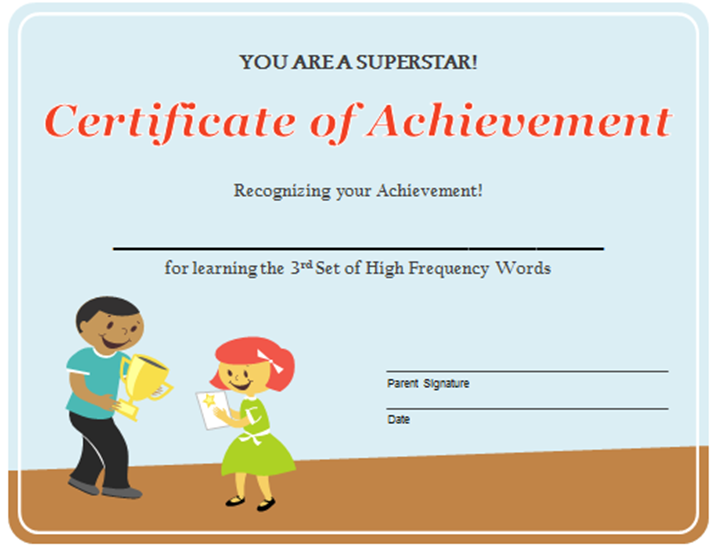 YOU ARE A SUPERSTAR!
Certificate of Achievement
Recognizing your Achievement!
for learning the 3rd Set of High Frequency Words
Parent Signature
Date